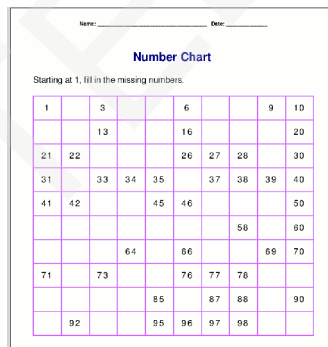 Name: ____________________ Date: __________
Number Chart
Starting at 1, fill in the missing numbers.
1 3 6 9 10
13 16 20
21 22 26 27 28 30
31 33 34 35 37 38 39 40
41 42 45 46 50
58 60
64 66 69 70
71 73 76 77 78
85 87 88 90
92 95 96 97 98